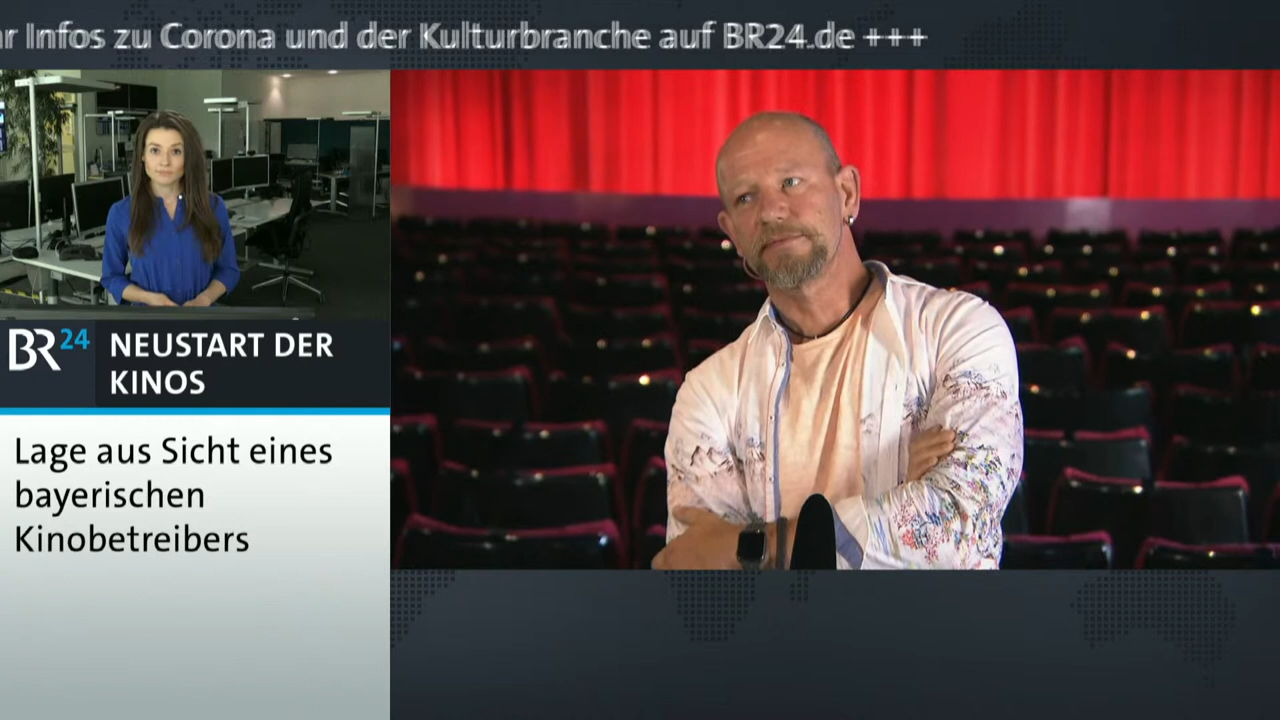 Infos zu Corona und der Kulturbranche auf BR24.de +++
BR24
NEUSTART DER
KINOS
Lage aus Sicht eines
bayerischen
Kinobetreibers